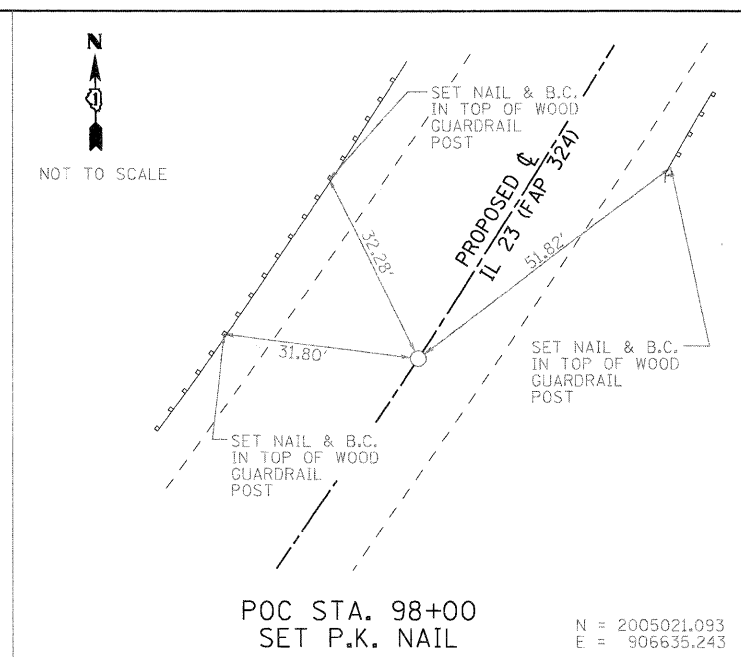 N
1
NOT TO SCALE
SET NAIL & B.C.
IN TOP OF WOOD
GUARDRAIL
POST
PROPOSED ℄
IL 23 (FAP 324)
32.28'
51.82'
31.80'
SET NAIL & B.C.
IN TOP OF WOOD
GUARDRAIL
POST
SET NAIL & B.C.
IN TOP OF WOOD
GUARDRAIL
POST
POC STA. 98+00
SET P.K. NAIL
N = 2005021.093
E = 906635.243